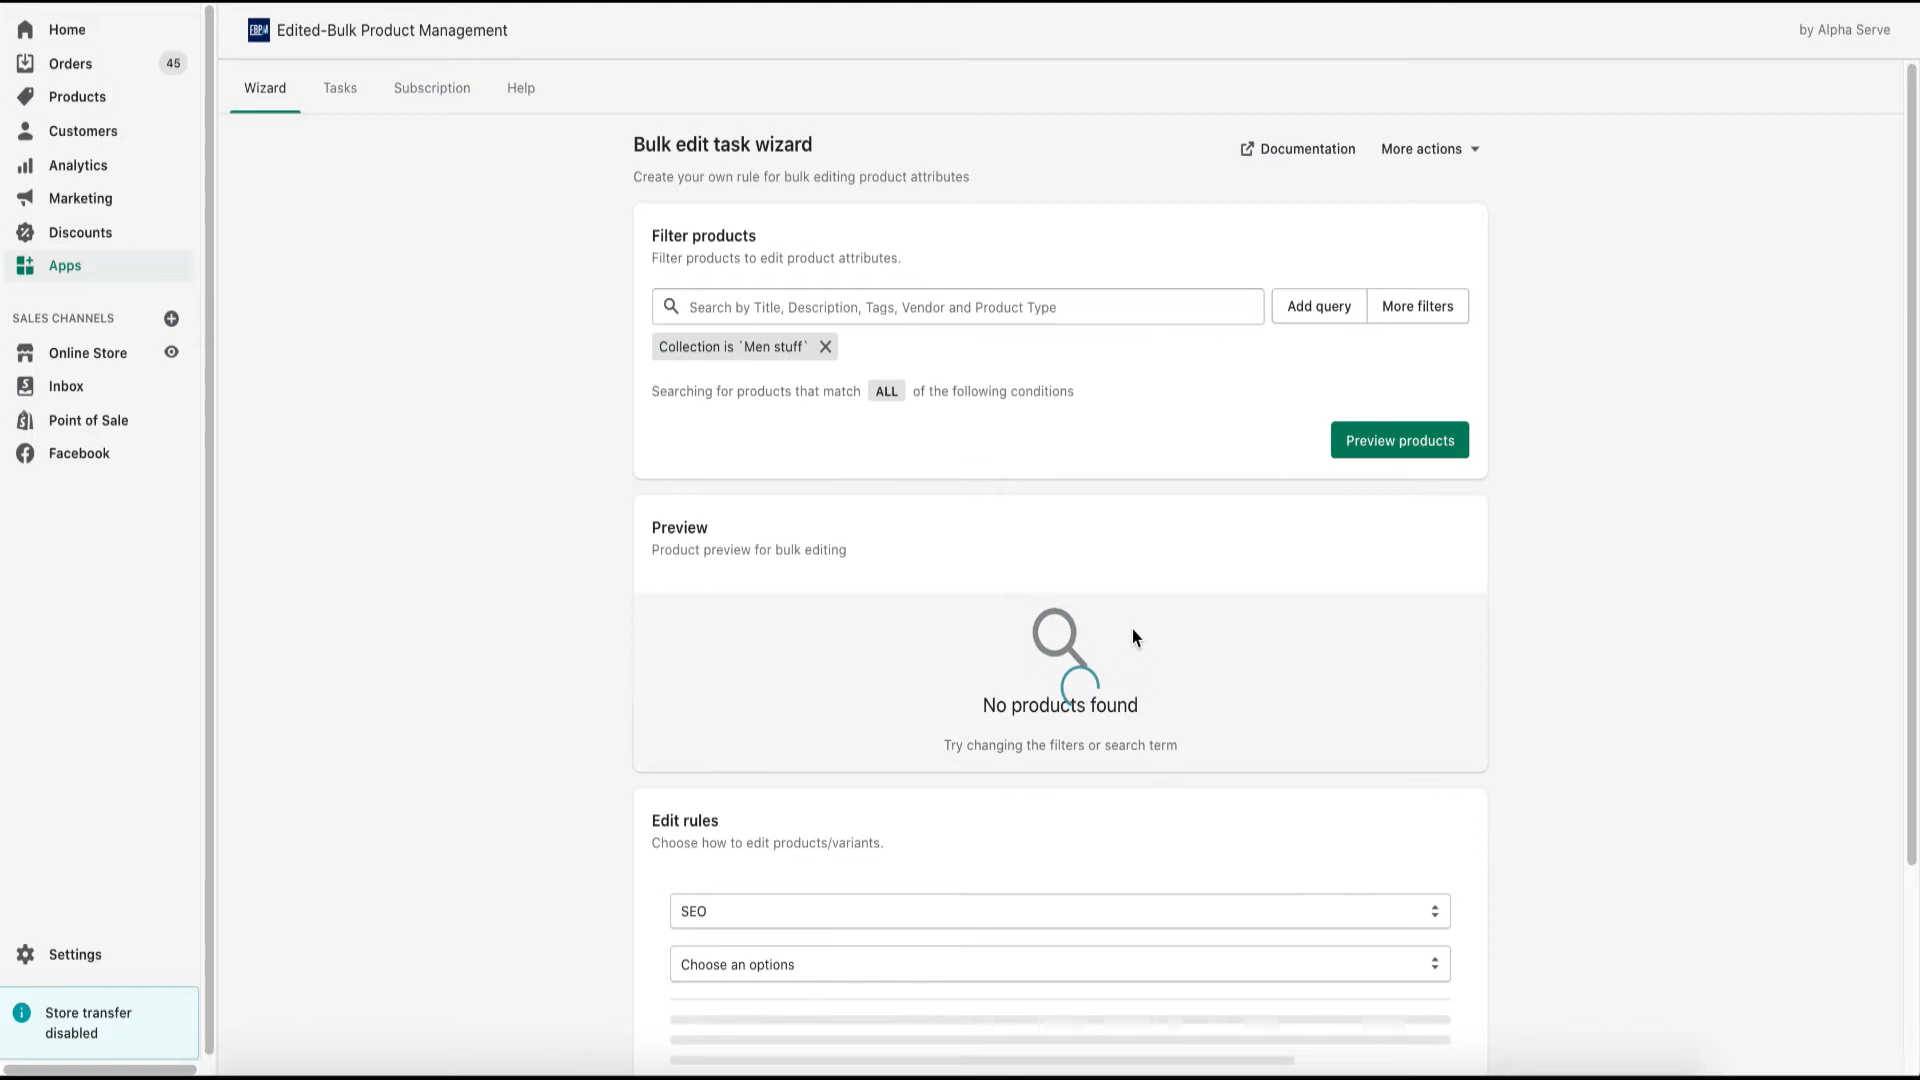 Home
Orders 45
Products
Customers
Analytics
Marketing
Discounts
Apps
SALES CHANNELS
Online Store
Inbox
Point of Sale
Facebook
Settings
Store transfer
disabled
EBPM Edited-Bulk Product Management
by Alpha Serve
Wizard Tasks Subscription Help
Bulk edit task wizard
Documentation More actions
Create your own rule for bulk editing product attributes
Filter products
Filter products to edit product attributes.
Search by Title, Description, Tags, Vendor and Product Type Add query More filters
Collection is `Men stuff`
Searching for products that match ALL of the following conditions
Preview products
Preview
Product preview for bulk editing
No products found
Try changing the filters or search term
Edit rules
Choose how to edit products/variants.
SEO
Choose an options